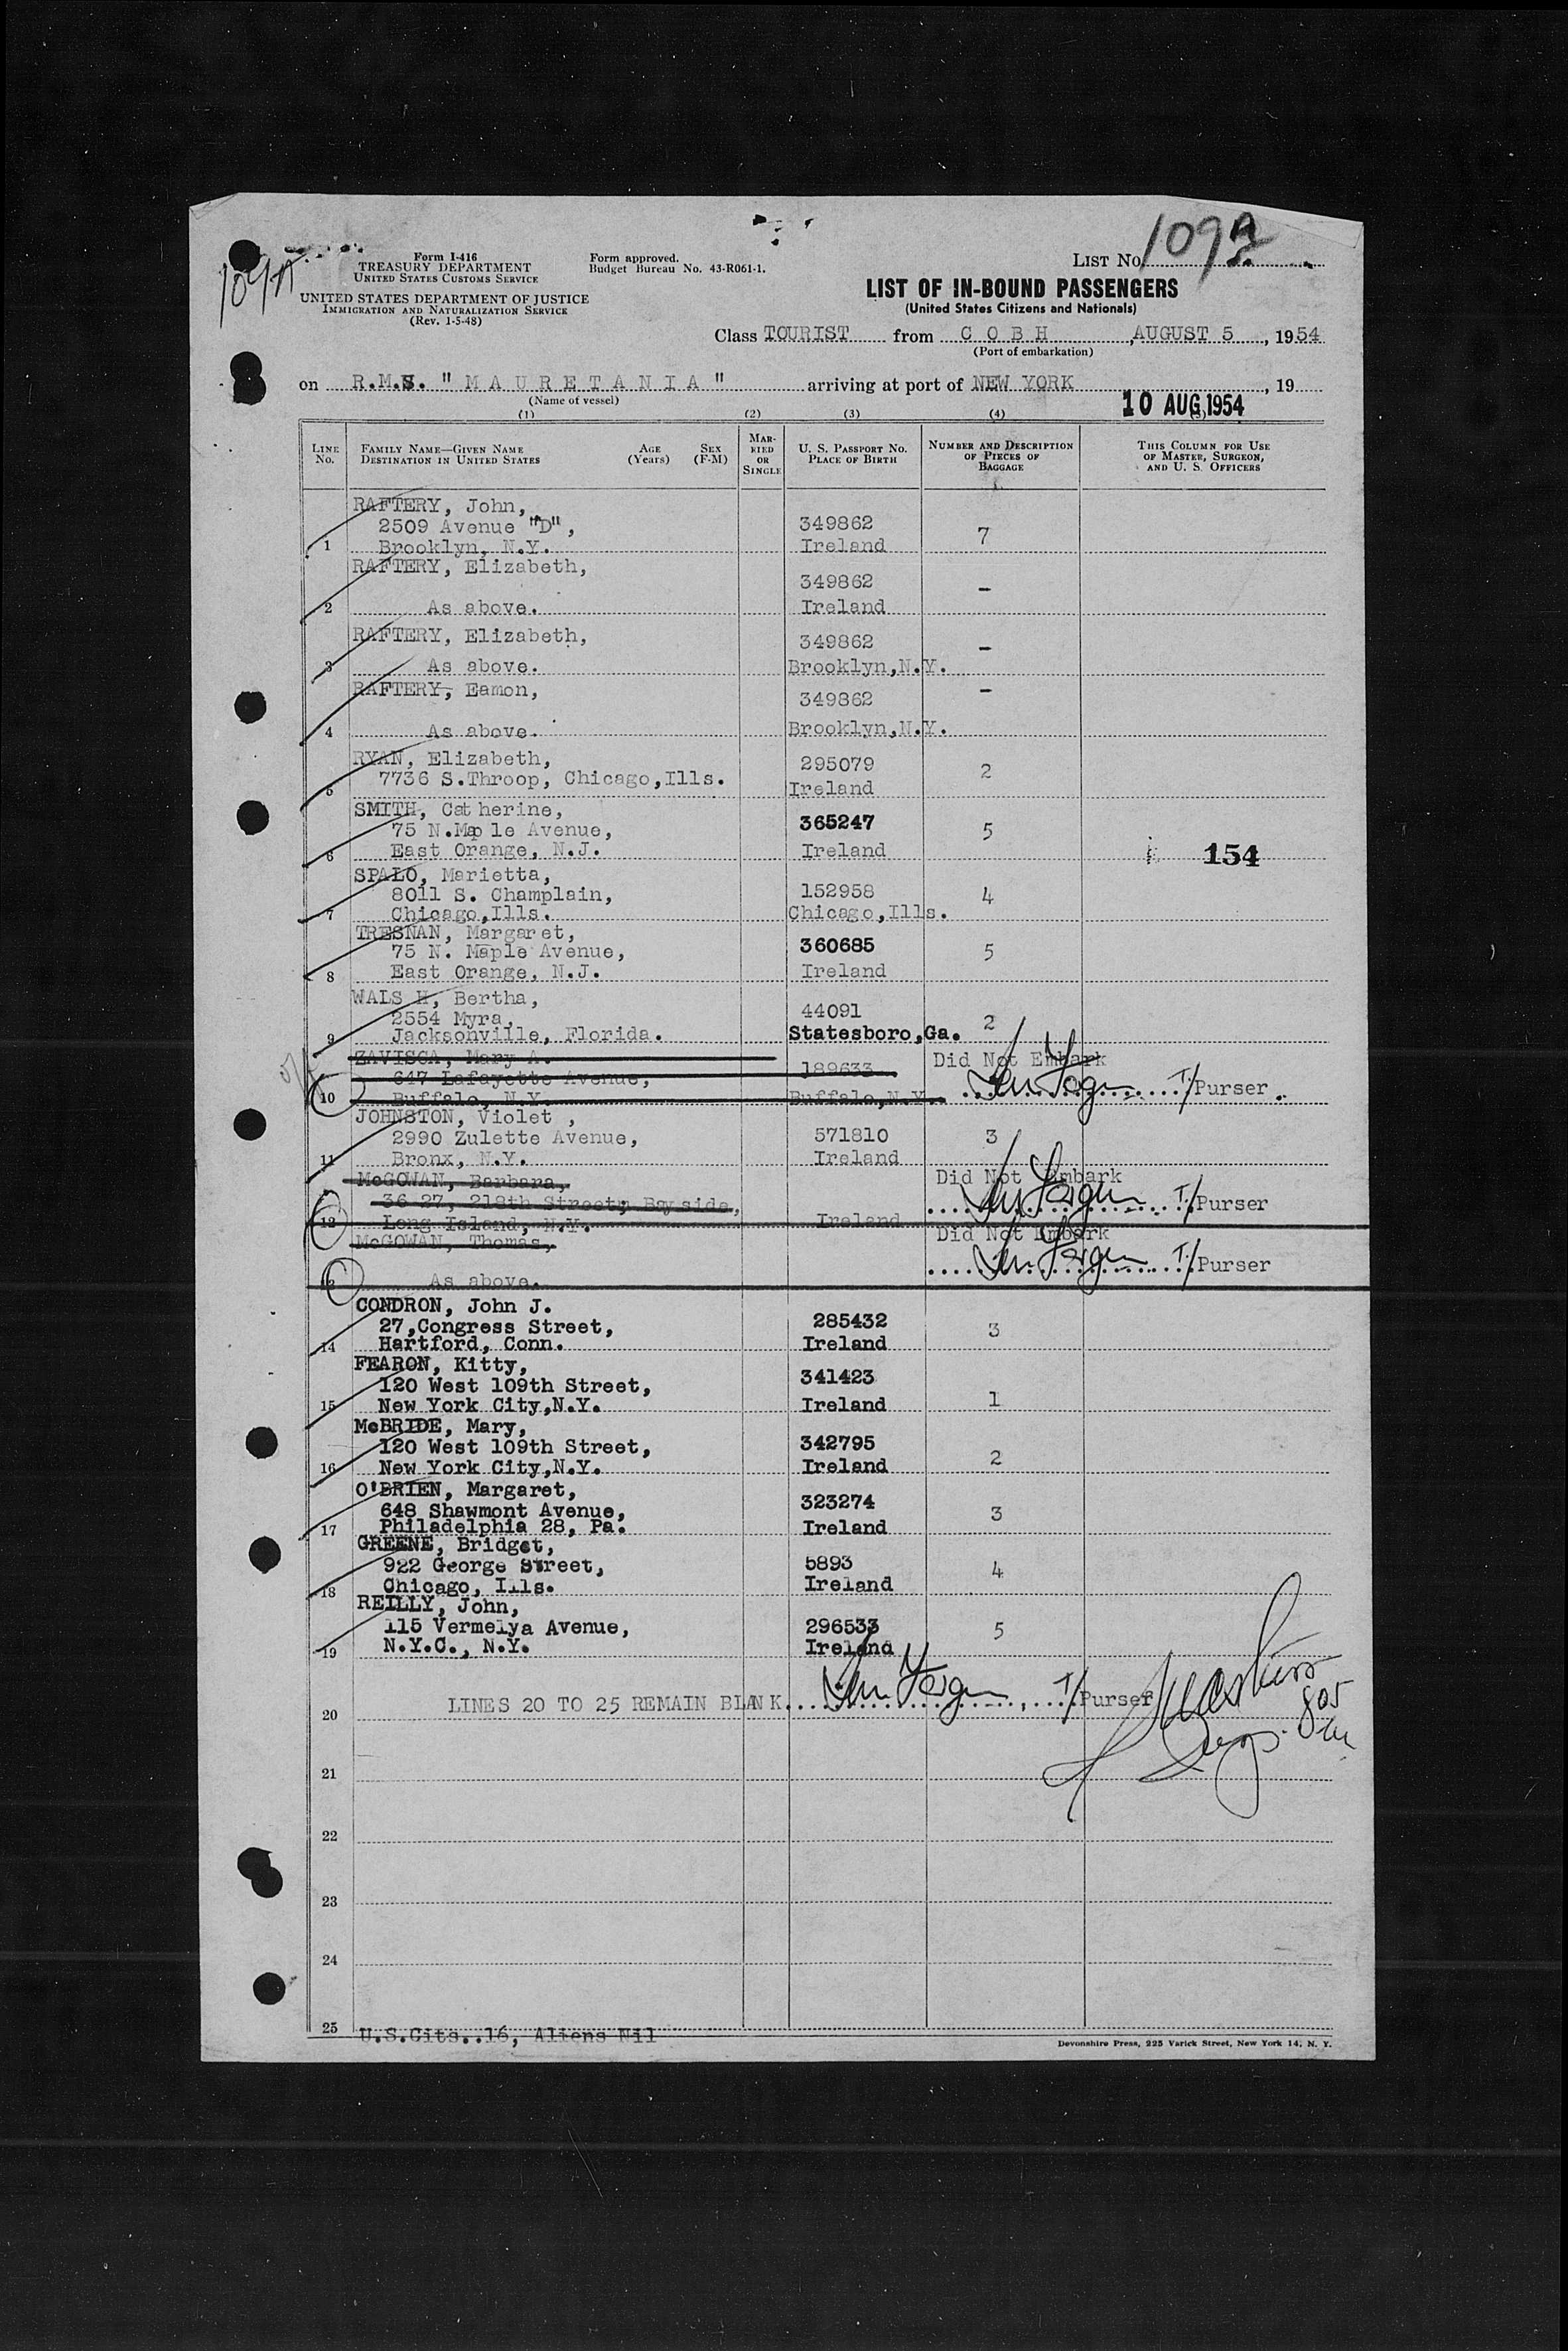 109A
Form I-416
TREASURY DEPARTMENT
UNITED STATES CUSTOMS SERVICE
UNITED STATES DEPARTMENT OF JUSTICE
IMMIGRATION AND NATURALIZATION SERVICE
(Rev. 1-5-48)
Form approved.
Budget Bureau No. 43-R061-1.
LIST No. 109A
LIST OF IN-BOUND PASSENGERS
(United States Citizens and Nationals)
Class TOURIST from C O B H, AUGUST 5, 1954
(Port of embarkation)
on R.M.S. "M A U R E T A N I A" arriving at port of NEW YORK, 19
(Name of vessel)
10 AUG 1954
(1) (2) (3) (4) (5)
LINE No. FAMILY NAME—GIVEN NAME DESTINATION IN UNITED STATES AGE (Years) SEX (F-M) MARRIED OR SINGLE U. S. PASSPORT NO. PLACE OF BIRTH NUMBER AND DESCRIPTION OF PIECES OF BAGGAGE THIS COLUMN FOR USE OF MASTER, SURGEON, AND U. S. OFFICERS
RAFTERY, John,
2509 Avenue "D", 349862 7
1 Brooklyn, N.Y. Ireland
RAFTERY, Elizabeth,
349862 -
2 As above. Ireland
RAFTERY, Elizabeth, 349862 -
3 As above. Brooklyn,N.Y.
RAFTERY, Eamon, 349862 -
4 As above. Brooklyn,N.Y.
RYAN, Elizabeth, 295079 2
5 7736 S.Throop, Chicago,Ills. Ireland
SMITH, Catherine,
75 N.Maple Avenue, 365247 5
6 East Orange, N.J. Ireland 154
SPALO, Marietta,
8011 S. Champlain, 152958 4
7 Chicago,Ills. Chicago,Ills.
TRESNAN, Margaret,
75 N. Maple Avenue, 360685 5
8 East Orange, N.J. Ireland
WALS H, Bertha,
2554 Myra, 44091 2
9 Jacksonville, Florida. Statesboro,Ga.
ZAVISCA, Mary A. Did Not Embark
647 Lafayette Avenue, 189633
10 Buffalo, N.Y. Buffalo,N.Y. T/Purser.
JOHNSTON, Violet ,
2990 Zulette Avenue, 571810 3
11 Bronx, N.Y. Ireland
McGOWAN, Barbara, Did Not Embark
36-27, 218th Street, Bayside, T/Purser
12 Long Island, N.Y. Ireland
McGOWAN, Thomas, Did Not Embark
T/Purser
13 As above.
CONDRON, John J.
27,Congress Street, 285432 3
14 Hartford, Conn. Ireland
FEARON, Kitty,
120 West 109th Street, 341423
15 New York City,N.Y. Ireland 1
McBRIDE, Mary,
120 West 109th Street, 342795
16 New York City,N.Y. Ireland 2
O'BRIEN, Margaret,
648 Shawmont Avenue, 323274 3
17 Philadelphia 28, Pa. Ireland
GREENE, Bridget,
922 George Street, 5893 4
18 Chicago, Ills. Ireland
REILLY, John,
115 Vermelya Avenue, 296533 5
19 N.Y.C., N.Y. Ireland
LINES 20 TO 25 REMAIN BLANK. T/Purser
20
805
21
22
23
24
25 U.S.Cits..16, Aliens Nil
Devonshire Press, 225 Varick Street, New York 14, N. Y.